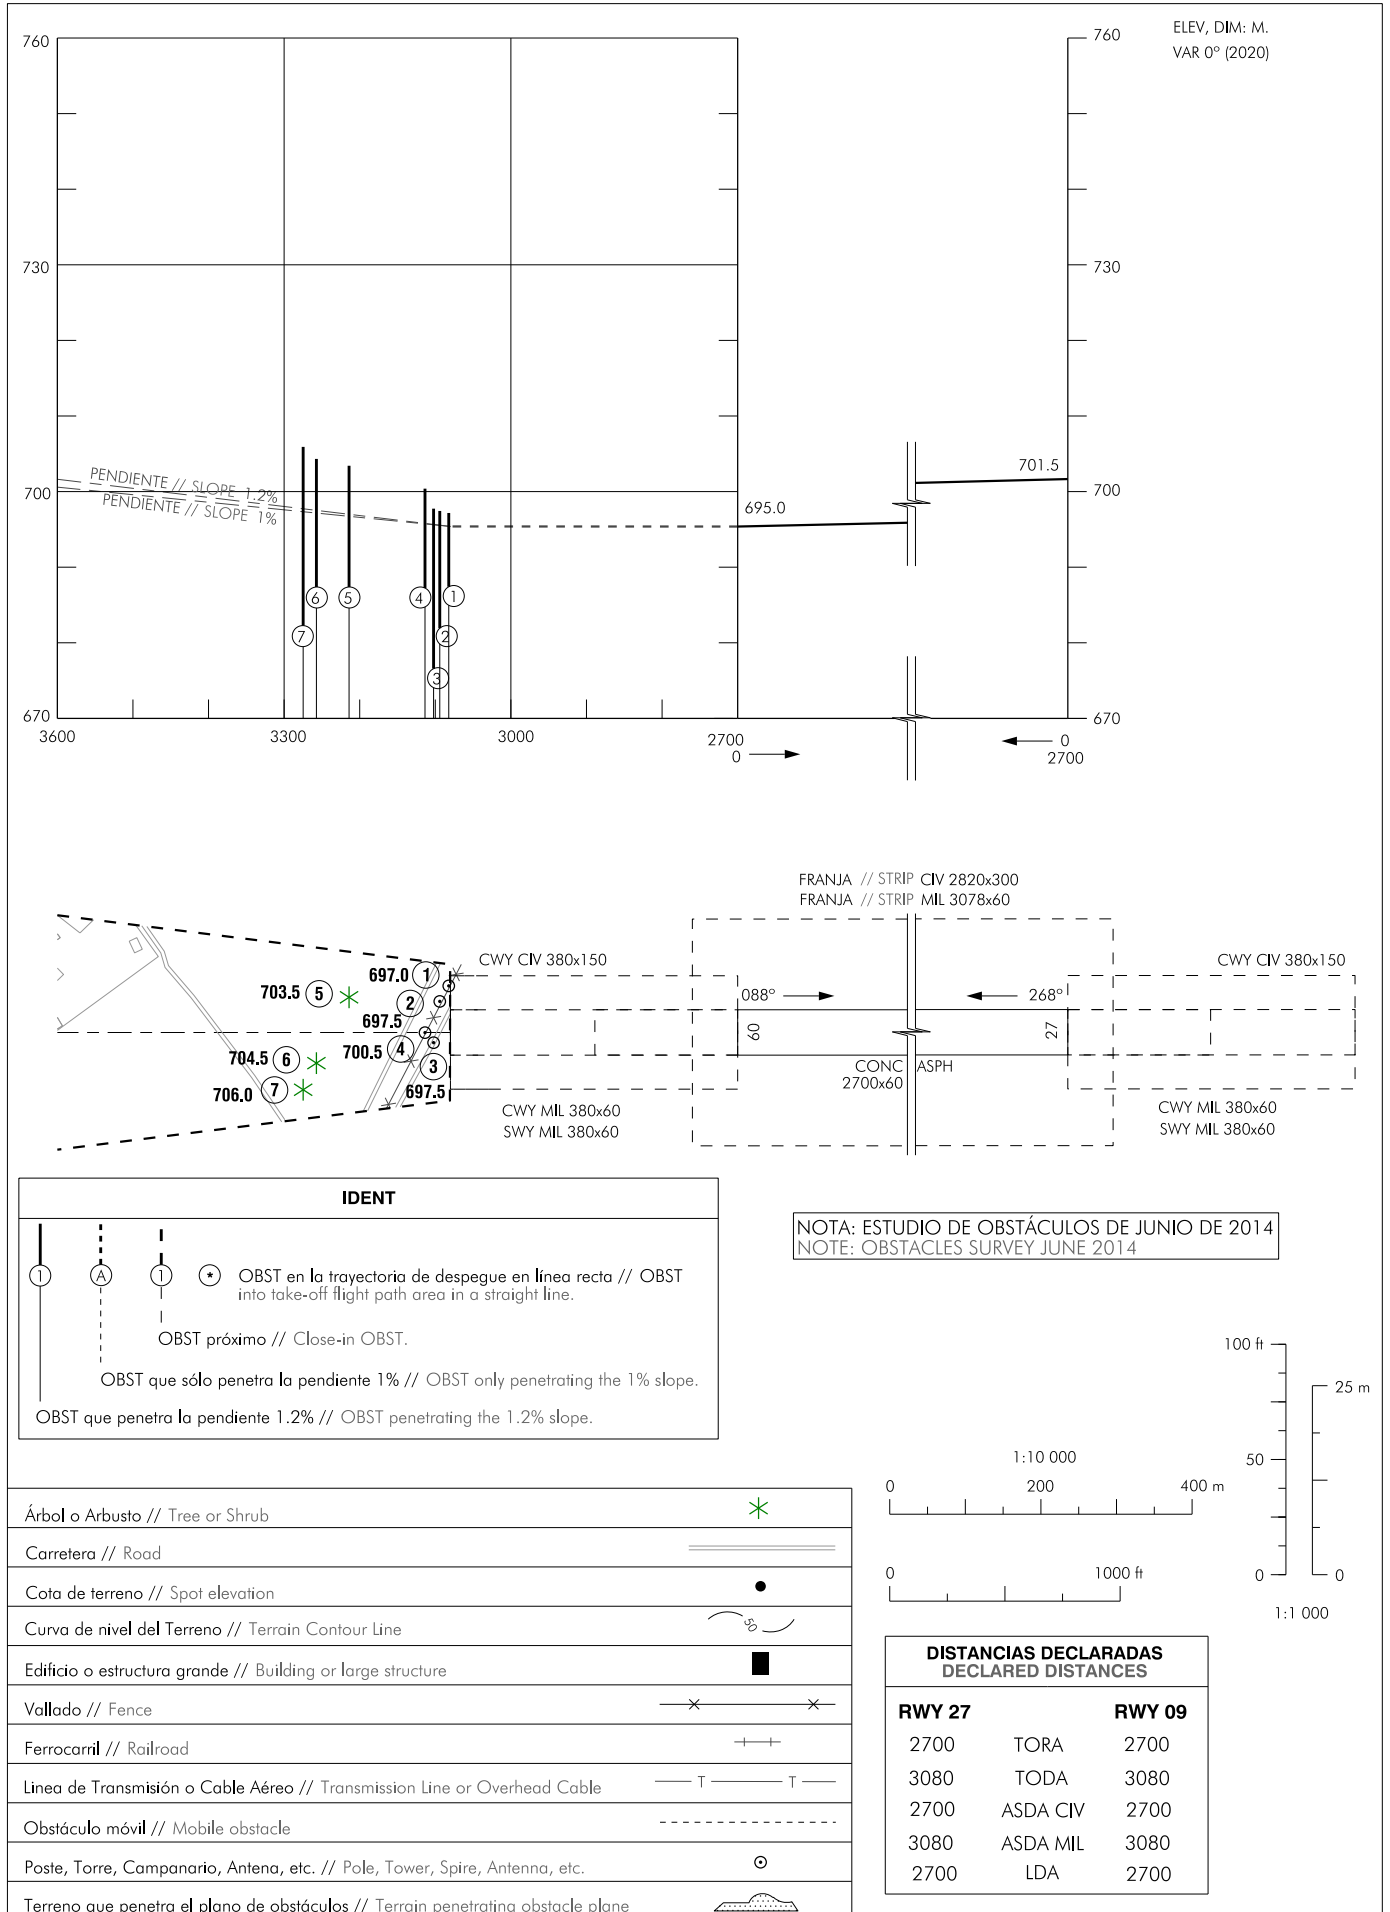 ELEV, DIM: M.
VAR 0º (2020)
760
760
730
730
PENDIENTE // SLOPE 1.2%
PENDIENTE // SLOPE 1%
700
700
695.0
701.5
6
5
4
1
7
2
3
670
670
3600
3300
3000
2700
0
0
2700
FRANJA // STRIP CIV 2820x300
FRANJA // STRIP MIL 3078x60
CWY CIV 380x150
CWY CIV 380x150
697.0 1
703.5 5
2
697.5
088º
268º
60
27
700.5 4
704.5 6
3
706.0 7
697.5
CONC ASPH
2700x60
CWY MIL 380x60
SWY MIL 380x60
CWY MIL 380x60
SWY MIL 380x60
IDENT
1 A 1 * OBST en la trayectoria de despegue en línea recta // OBST
into take-off flight path area in a straight line.
OBST próximo // Close-in OBST.
OBST que sólo penetra la pendiente 1% // OBST only penetrating the 1% slope.
OBST que penetra la pendiente 1.2% // OBST penetrating the 1.2% slope.
NOTA: ESTUDIO DE OBSTÁCULOS DE JUNIO DE 2014
NOTE: OBSTACLES SURVEY JUNE 2014
100 ft
25 m
50
0
0
1:1 000
1:10 000
0 200 400 m
0 1000 ft
Árbol o Arbusto // Tree or Shrub
Carretera // Road
Cota de terreno // Spot elevation
Curva de nivel del Terreno // Terrain Contour Line
50
Edificio o estructura grande // Building or large structure
Vallado // Fence
Ferrocarril // Railroad
Linea de Transmisión o Cable Aéreo // Transmission Line or Overhead Cable
T T
Obstáculo móvil // Mobile obstacle
Poste, Torre, Campanario, Antena, etc. // Pole, Tower, Spire, Antenna, etc.
Terreno que penetra el plano de obstáculos // Terrain penetrating obstacle plane
DISTANCIAS DECLARADAS
DECLARED DISTANCES
RWY 27 RWY 09
2700 TORA 2700
3080 TODA 3080
2700 ASDA CIV 2700
3080 ASDA MIL 3080
2700 LDA 2700